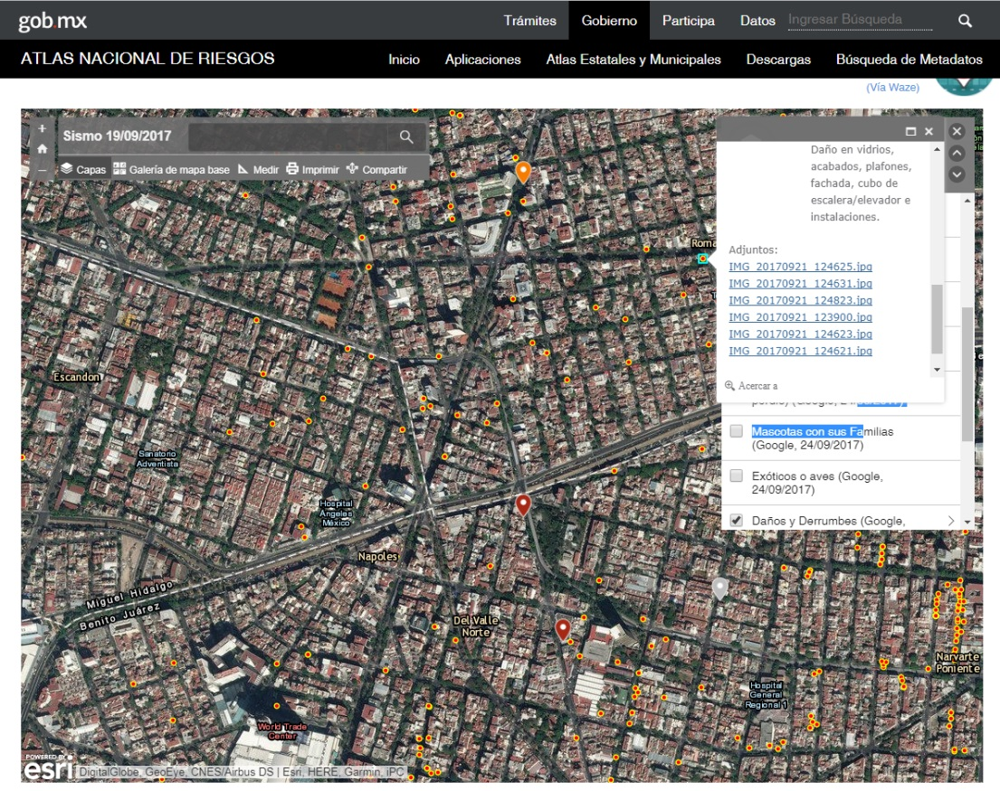 gob.mx
Trámites
Gobierno
Participa
Datos
Ingresar Búsqueda
ATLAS NACIONAL DE RIESGOS
Inicio
Aplicaciones
Atlas Estatales y Municipales
Descargas
Búsqueda de Metadatos
(Vía Waze)
Sismo 19/09/2017
Capas
Galería de mapa base
Medir
Imprimir
Compartir
Daño en vidrios,
acabados, plafones,
fachada, cubo de
escalera/elevador e
instalaciones.
Adjuntos:
IMG_20170921_124625.jpg
IMG_20170921_124631.jpg
IMG_20170921_124823.jpg
IMG_20170921_123900.jpg
IMG_20170921_124623.jpg
IMG_20170921_124621.jpg
Acercar a
Mascotas con sus Familias
(Google, 24/09/2017)
Exóticos o aves (Google,
24/09/2017)
Daños y Derrumbes (Google,
Roma
Escandon
Sanatorio
Adventista
Hospital
Angeles
México
Napoles
Miguel Hidalgo
Benito Juárez
Del Valle
Norte
Narvarte
Poniente
Hospital
General
Regional 1
World Trade
Center
POWERED BY
esri
DigitalGlobe, GeoEye, CNES/Airbus DS | Esri, HERE, Garmin, iPC